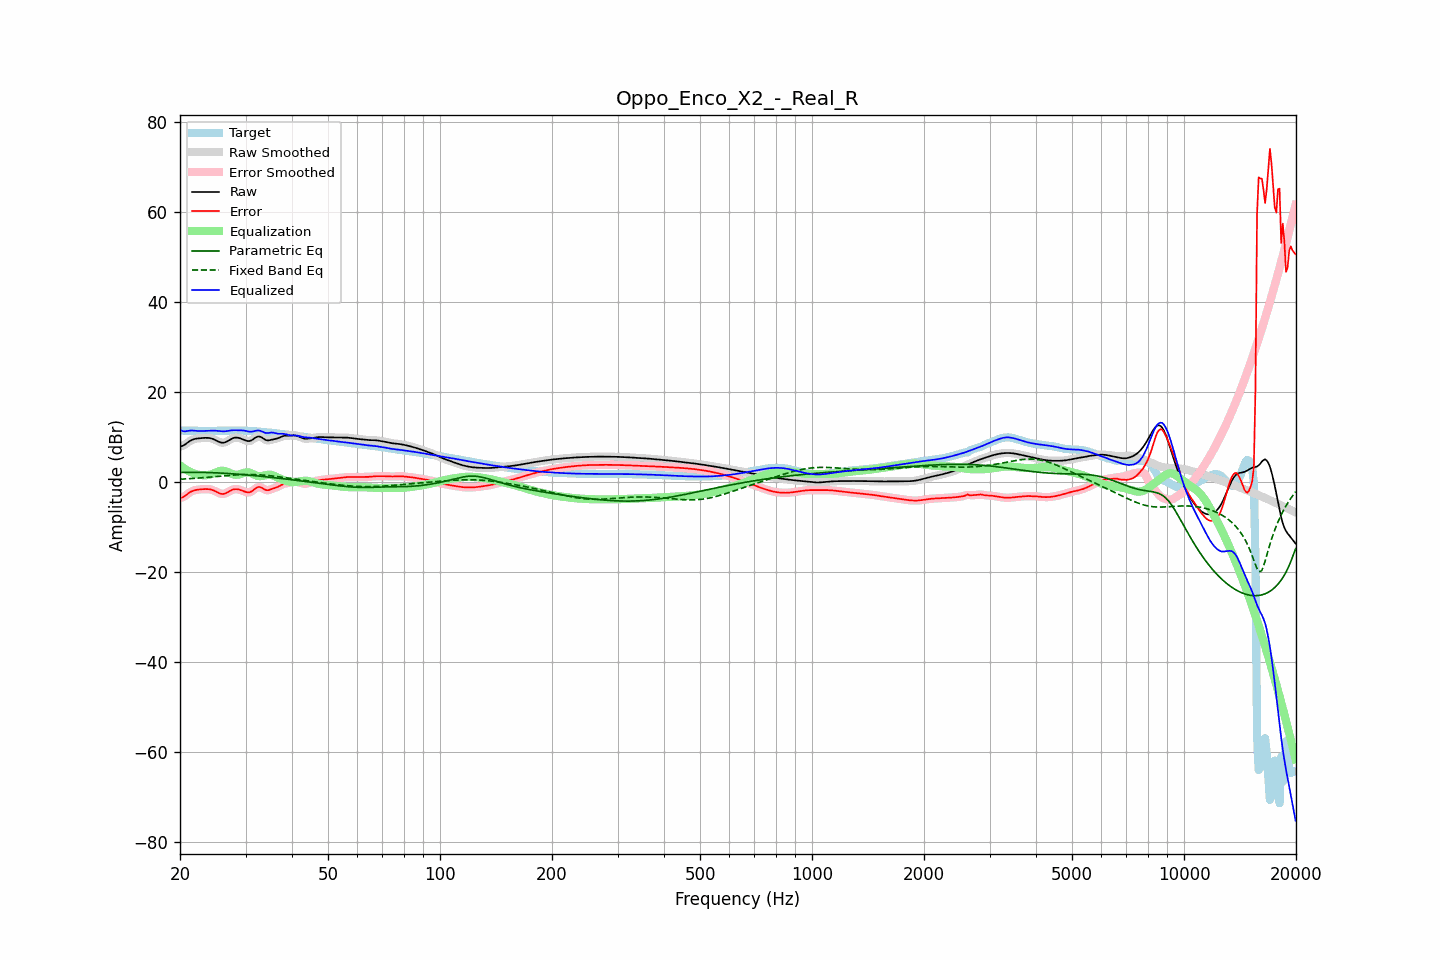 Oppo_Enco_X2_-_Real_R
Target
Raw Smoothed
Error Smoothed
Raw
Error
Equalization
Parametric Eq
Fixed Band Eq
Equalized
80
60
40
20
0
−20
−40
−60
−80
Amplitude (dBr)
20
50
100
200
500
1000
2000
5000
10000
20000
Frequency (Hz)